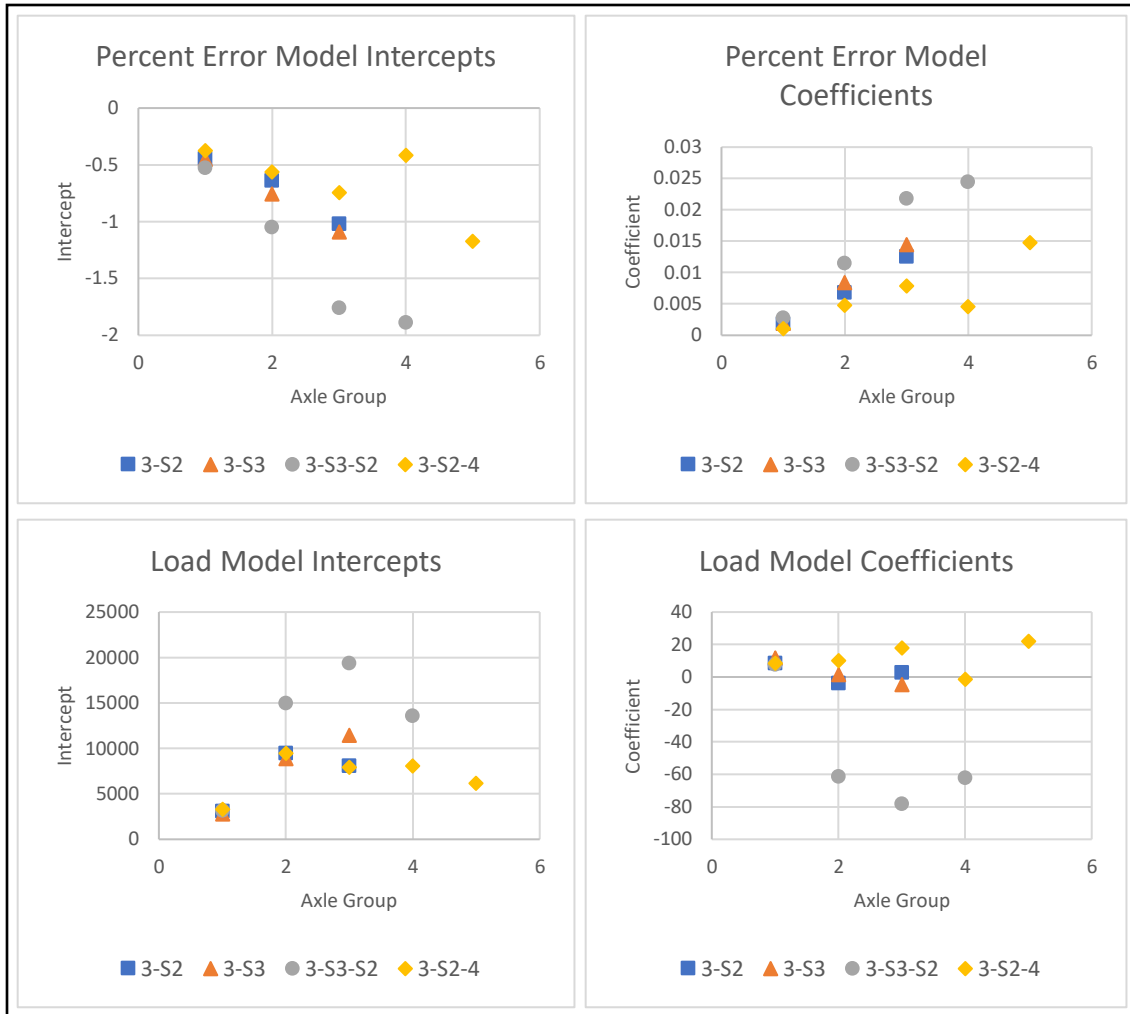 Percent Error Model Intercepts
0
-0.5
-1
-1.5
-2
Intercept
0
2
4
6
Axle Group
3-S2
3-S3
3-S3-S2
3-S2-4
Percent Error Model
Coefficients
0.03
0.025
0.02
0.015
0.01
0.005
0
Coefficient
0
2
4
6
Axle Group
3-S2
3-S3
3-S3-S2
3-S2-4
Load Model Intercepts
25000
20000
15000
10000
5000
0
Intercept
0
2
4
6
Axle Group
3-S2
3-S3
3-S3-S2
3-S2-4
Load Model Coefficients
40
20
0
-20
-40
-60
-80
-100
Coefficient
0
2
4
6
Axle Group
3-S2
3-S3
3-S3-S2
3-S2-4